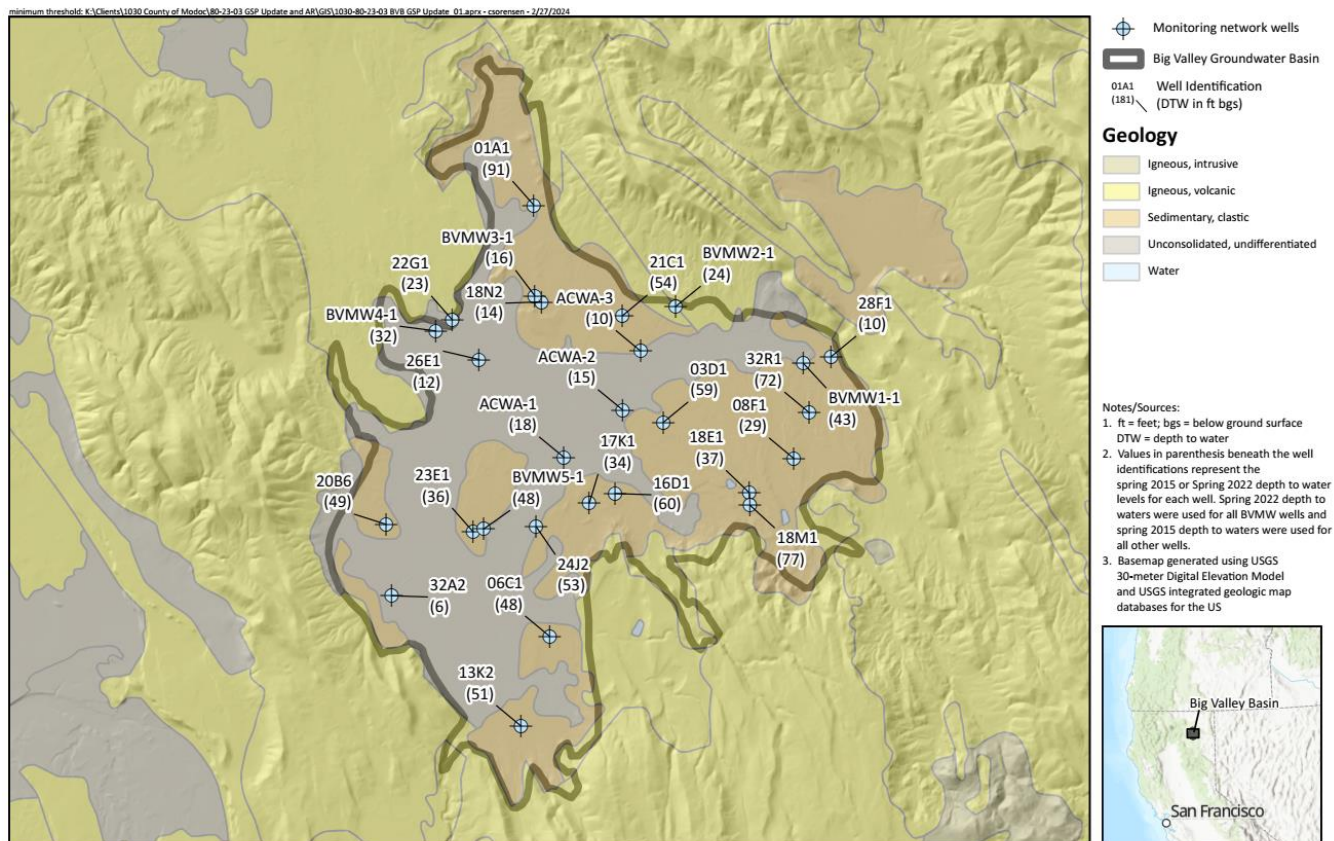 minimum threshold: K:\Clients\1030 County of Modoc\80-23-03 GSP Update and AR\GIS\1030-80-23-03 BVB GSP Update_01.aprx - csorensen - 2/27/2024
01A1
(91)
BVMW3-1
(16)
22G1
(23)
18N2
(14)
ACWA-3
(10)
21C1
(54)
BVMW2-1
(24)
28F1
(10)
BVMW4-1
(32)
26E1
(12)
ACWA-2
(15)
03D1
(59)
32R1
(72)
BVMW1-1
(43)
08F1
(29)
ACWA-1
(18)
17K1
(34)
18E1
(37)
20B6
(49)
23E1
(36)
BVMW5-1
(48)
16D1
(60)
18M1
(77)
24J2
(53)
32A2
(6)
06C1
(48)
13K2
(51)
Monitoring network wells
Big Valley Groundwater Basin
01A1
(181)
Well Identification
(DTW in ft bgs)
Geology
Igneous, intrusive
Igneous, volcanic
Sedimentary, clastic
Unconsolidated, undifferentiated
Water
Notes/Sources:
1. ft = feet; bgs = below ground surface
DTW = depth to water
2. Values in parenthesis beneath the well
identifications represent the
spring 2015 or Spring 2022 depth to water
levels for each well. Spring 2022 depth to
waters were used for all BVMW wells and
spring 2015 depth to waters were used for
all other wells.
3. Basemap generated using USGS
30-meter Digital Elevation Model
and USGS integrated geologic map
databases for the US
Big Valley Basin
San Francisco